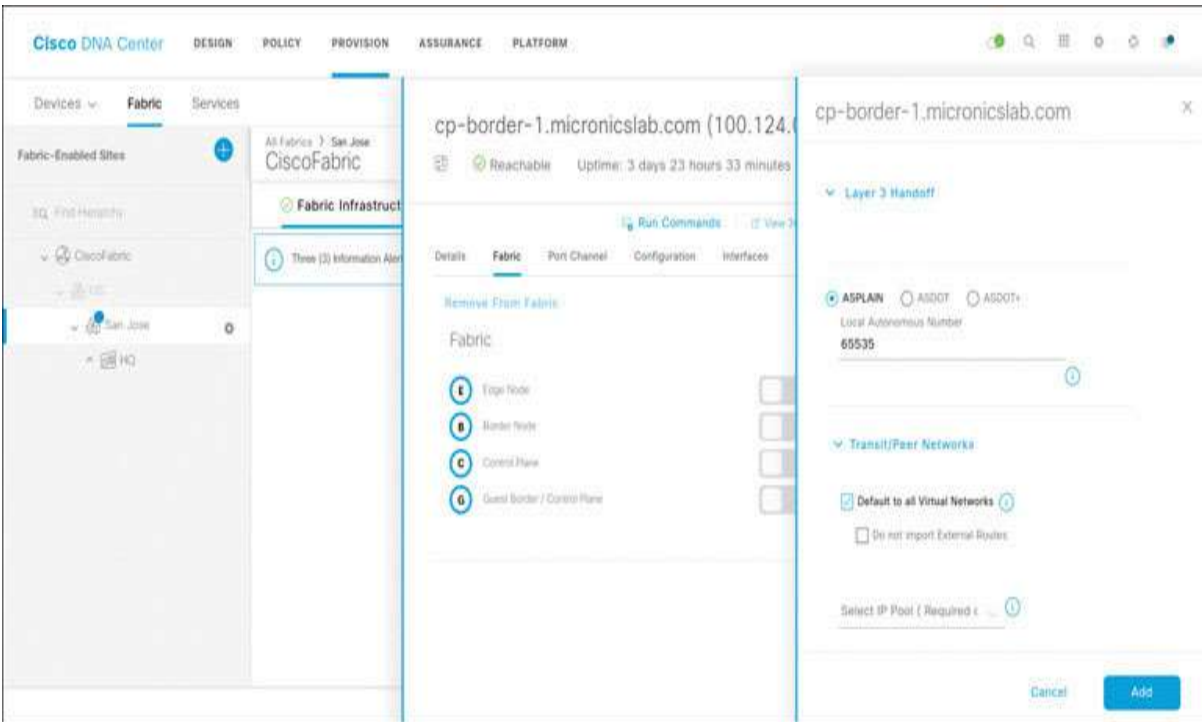 Cisco DNA Center DESIGN POLICY PROVISION ASSURANCE PLATFORM
Devices Fabric Services
Fabric-Enabled Sites
Find Hierarchy
CiscoFabric
San Jose
HQ
All Fabrics > San Jose
CiscoFabric
Fabric Infrastruct
Three (3) Information Aler
cp-border-1.micronicslab.com (100.124.0
Reachable Uptime: 3 days 23 hours 33 minutes
Run Commands View
Details Fabric Port Channel Configuration Interfaces
Remove From Fabric
Fabric
E Edge Node
B Border Node
C Control Plane
G Guest Border / Control Plane
cp-border-1.micronicslab.com
Layer 3 Handoff
ASPLAIN ASDOT ASDOT+
Local Autonomous Number
65535
Transit/Peer Networks
Default to all Virtual Networks
Do not import External Routes
Select IP Pool ( Required
Cancel Add